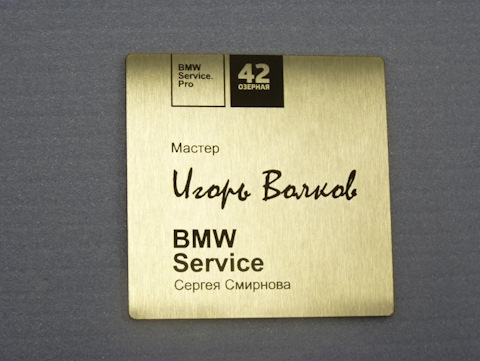 BMW
Service.
Pro
42
ОЗЕРНАЯ
Мастер
Игорь Волков
BMW
Service
Сергея Смирнова